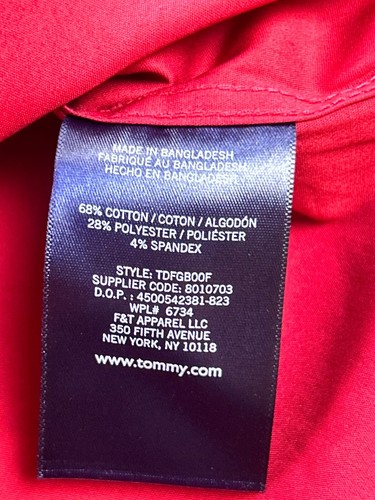 MADE IN BANGLADESH
FABRIQUÉ AU BANGLADESH
HECHO EN BANGLADESH
68% COTTON / COTON / ALGODÓN
28% POLYESTER / POLIÉSTER
4% SPANDEX
STYLE: TDFGB00F
SUPPLIER CODE: 8010703
D.O.P. : 4500542381-823
WPL# 6734
F&T APPAREL LLC
350 FIFTH AVENUE
NEW YORK, NY 10118
www.tommy.com